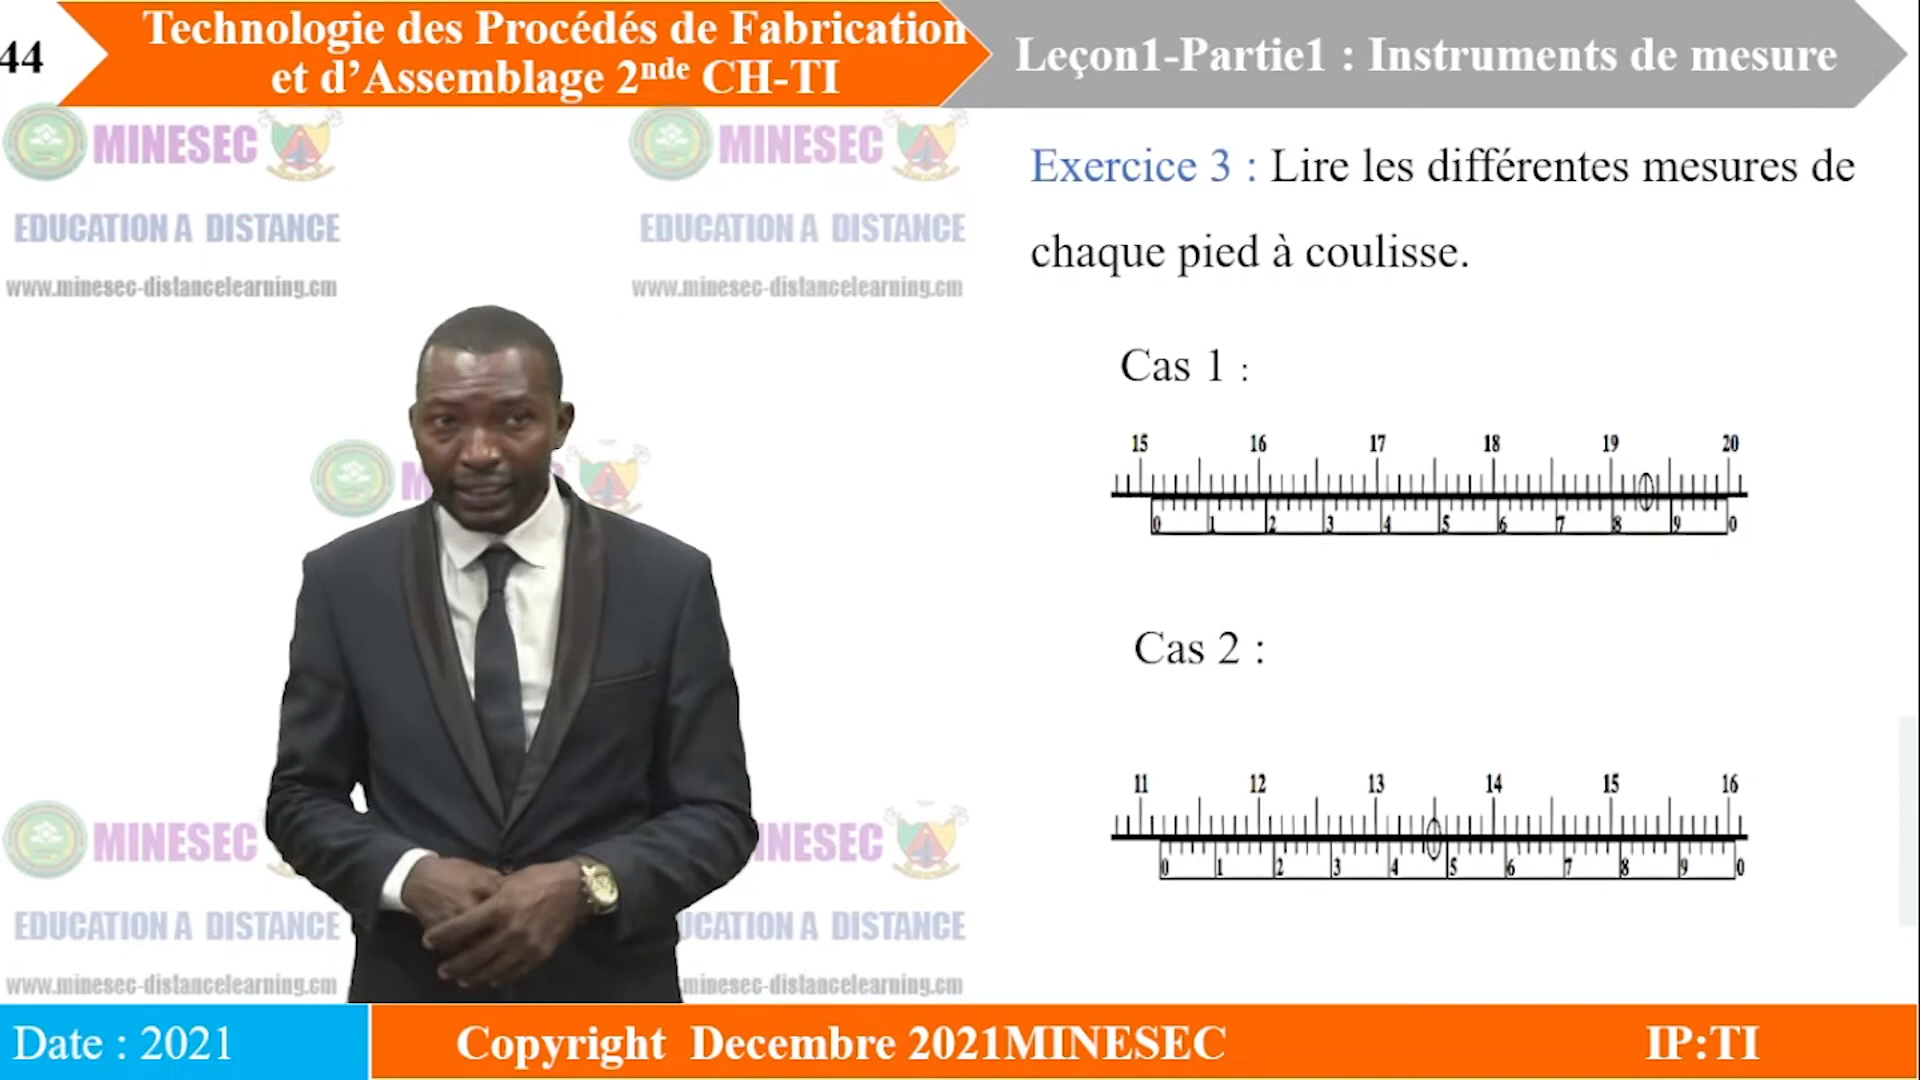 44
Technologie des Procédés de Fabrication
et d’Assemblage 2nde CH-TI
Leçon1-Partie1 : Instruments de mesure
MINESEC
EDUCATION A DISTANCE
www.minesec-distancelearning.cm
MINESEC
EDUCATION A DISTANCE
www.minesec-distancelearning.cm
Exercice 3 : Lire les différentes mesures de
chaque pied à coulisse.
Cas 1 :
15 16 17 18 19 20
0 1 2 3 4 5 6 7 8 9 0
Cas 2 :
11 12 13 14 15 16
0 1 2 3 4 5 6 7 8 9 0
M
MINESEC
EDUCATION A DISTANCE
www.minesec-distancelearning.cm
INESEC
UCATION A DISTANCE
minesec-distancelearning.cm
Date : 2021
Copyright Decembre 2021MINESEC
IP:TI